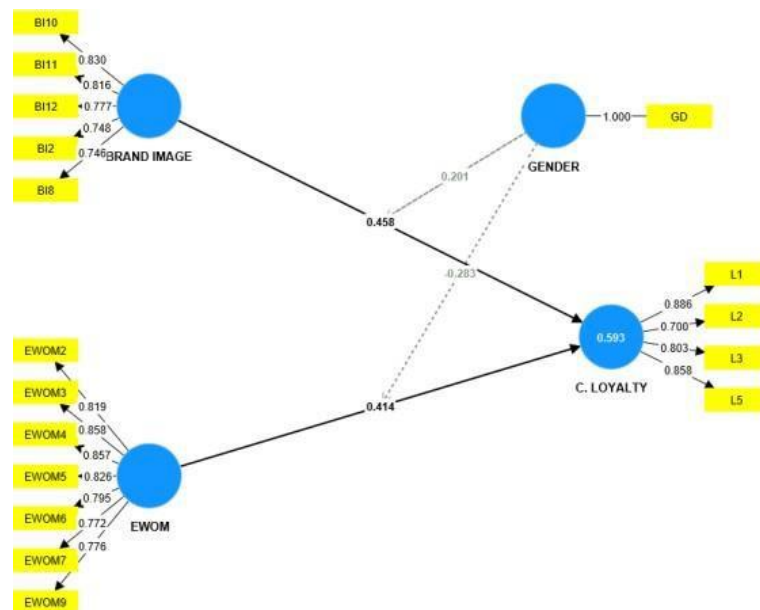 BI10
BI11
BI12
BI2
BI8
0.830
0.816
0.777
0.748
0.746
BRAND IMAGE
GENDER
1.000
GD
0.201
0.458
-0.283
0.414
0.593
C. LOYALTY
L1
L2
L3
L5
0.886
0.700
0.803
0.858
EWOM2
EWOM3
EWOM4
EWOM5
EWOM6
EWOM7
EWOM9
0.819
0.858
0.857
0.826
0.795
0.772
0.776
EWOM